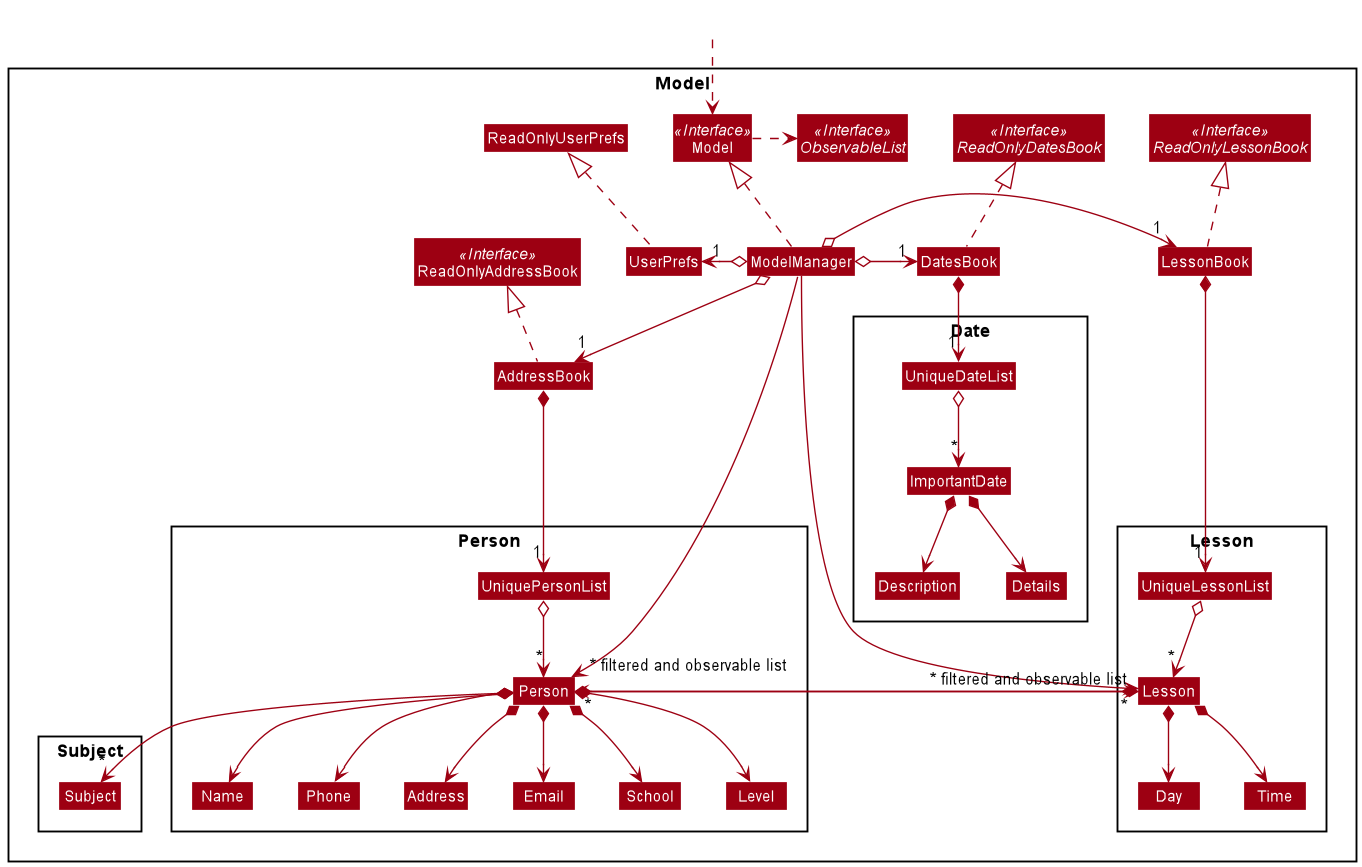 Model
ReadOnlyUserPrefs
«Interface»
Model
«Interface»
ObservableList
«Interface»
ReadOnlyDatesBook
«Interface»
ReadOnlyLessonBook
«Interface»
ReadOnlyAddressBook
UserPrefs
1
ModelManager
1
DatesBook
1
LessonBook
1
AddressBook
Date
1
UniqueDateList
*
ImportantDate
Description
Details
Person
1
UniquePersonList
*
* filtered and observable list
Person
*
Lesson
1
UniqueLessonList
*
* filtered and observable list
Lesson
*
Subject
*
Subject
Name
Phone
Address
Email
School
Level
Day
Time